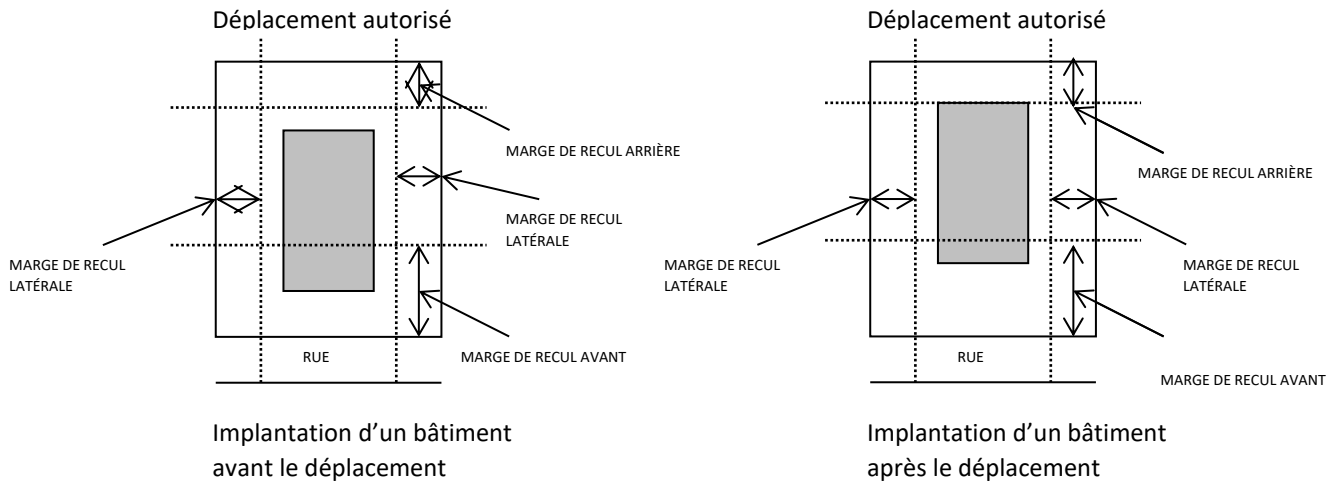 Déplacement autorisé
MARGE DE RECUL ARRIÈRE
MARGE DE RECUL
LATÉRALE
MARGE DE RECUL
LATÉRALE
RUE
MARGE DE RECUL AVANT
Implantation d’un bâtiment
avant le déplacement
Déplacement autorisé
MARGE DE RECUL ARRIÈRE
MARGE DE RECUL
LATÉRALE
MARGE DE RECUL
LATÉRALE
RUE
MARGE DE RECUL AVANT
Implantation d’un bâtiment
après le déplacement